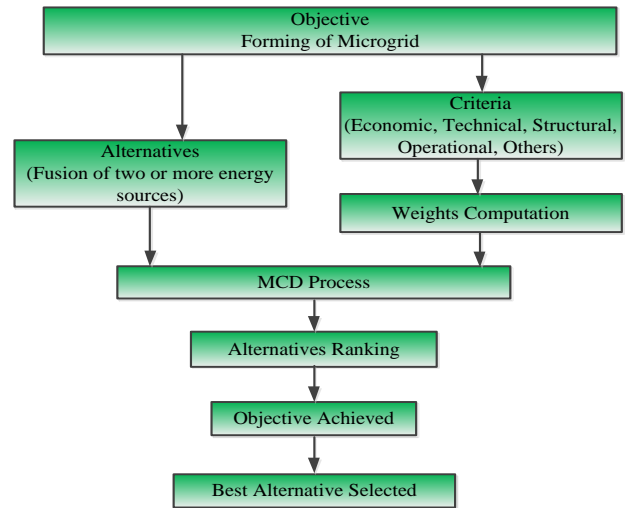 Objective
Forming of Microgrid
Criteria
(Economic, Technical, Structural,
Operational, Others)
Alternatives
(Fusion of two or more energy
sources)
Weights Computation
MCD Process
Alternatives Ranking
Objective Achieved
Best Alternative Selected